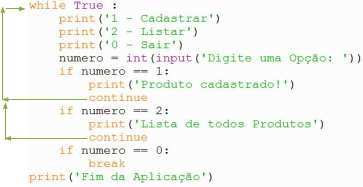 while True :
    print('1 - Cadastrar')
    print('2 - Listar')
    print('0 - Sair')
    numero = int(input('Digite uma Opção: '))
    if numero == 1:
        print('Produto cadastrado!')
        continue
    if numero == 2:
        print('Lista de todos Produtos')
        continue
    if numero == 0:
        break
print('Fim da Aplicação')